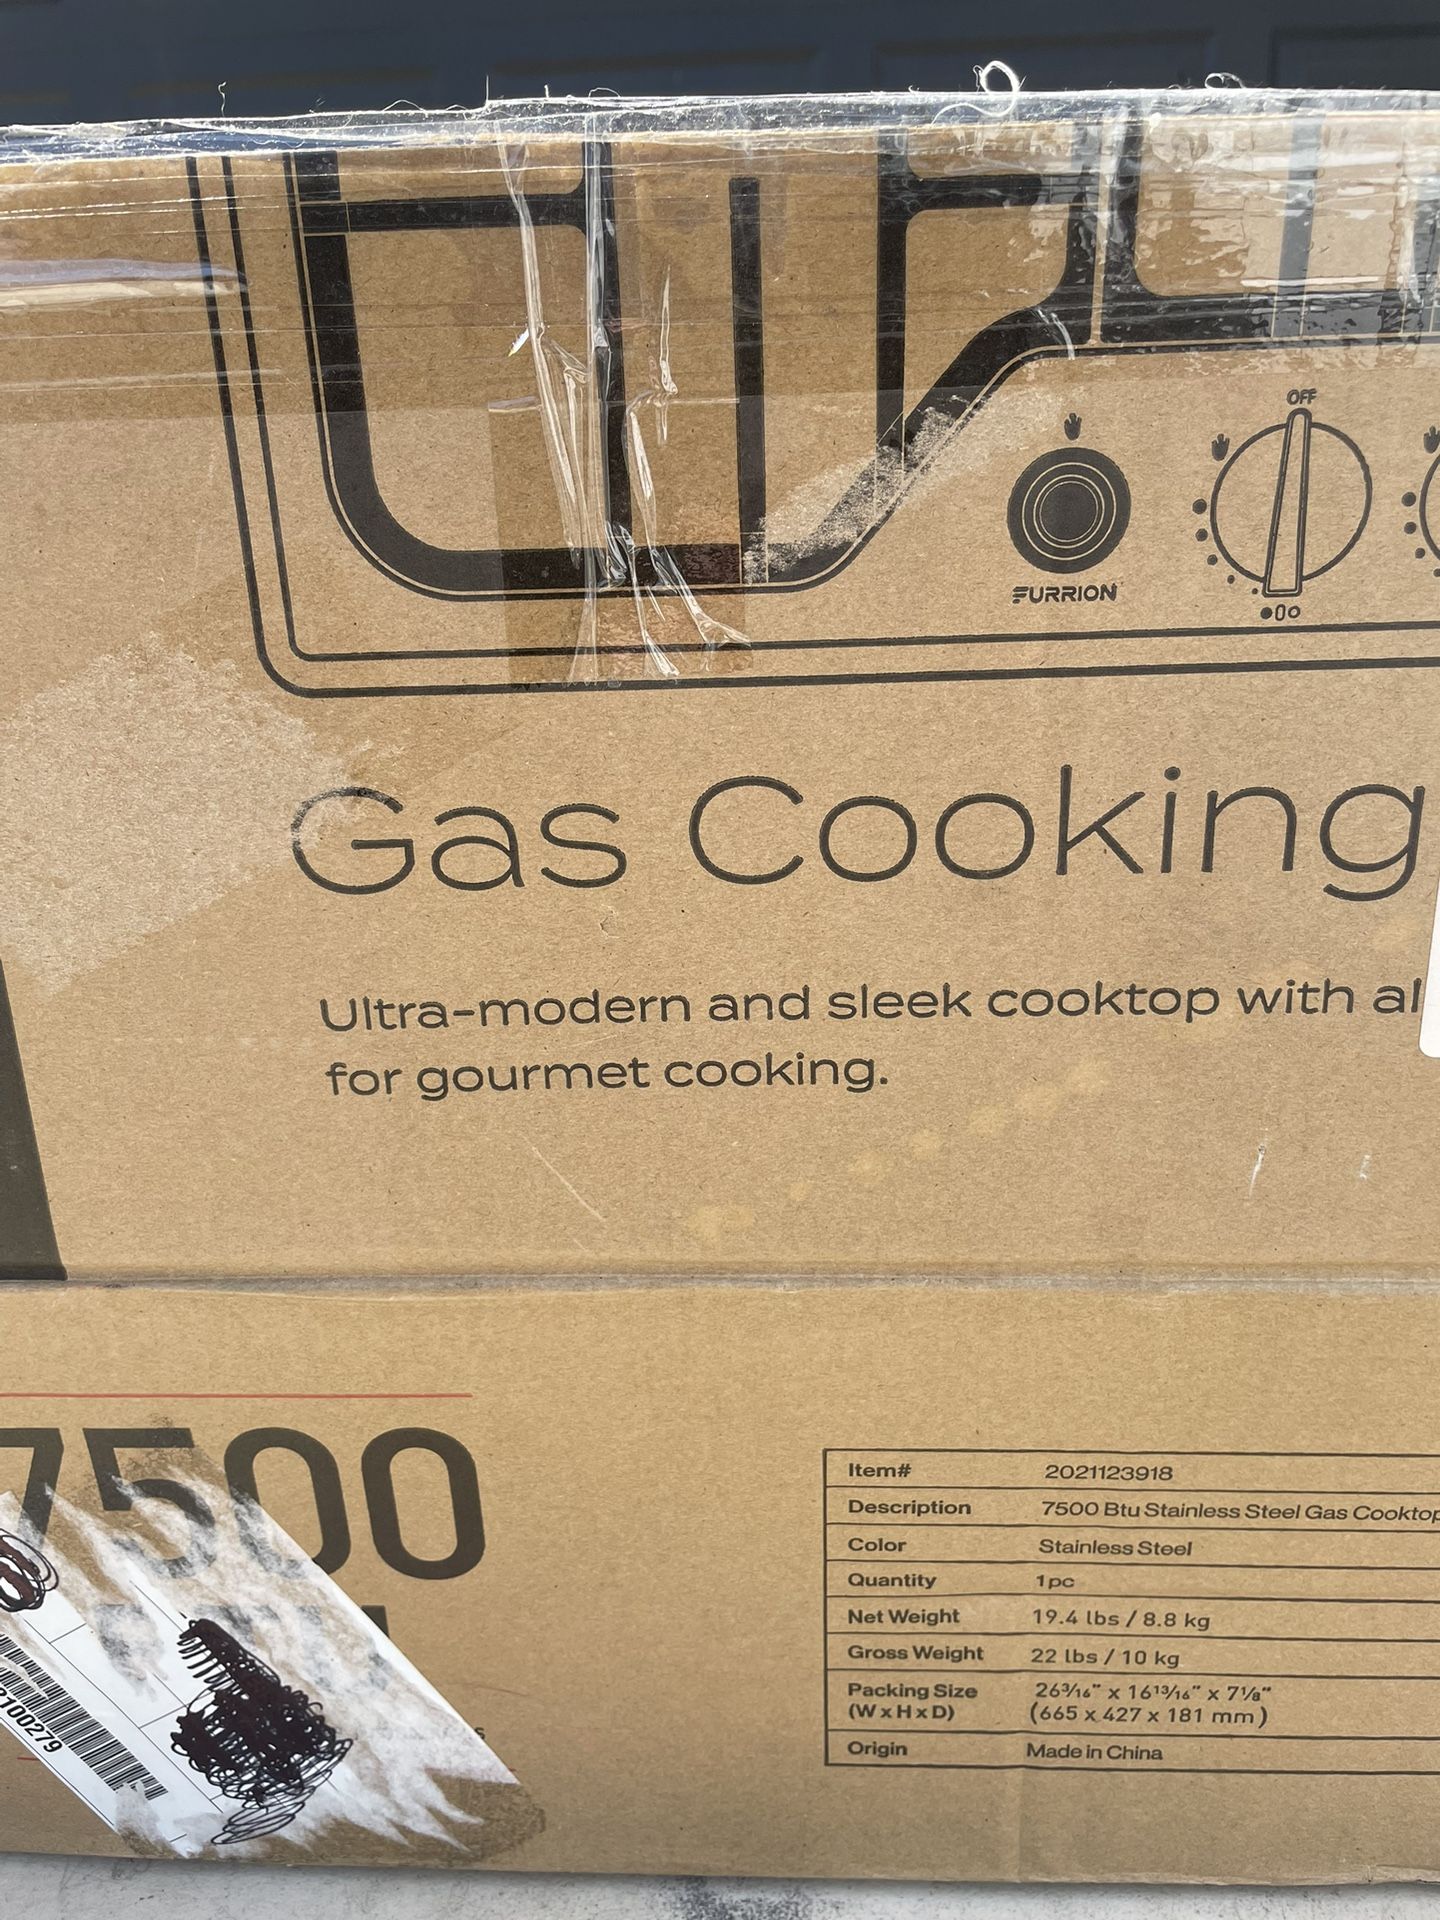 OFF
FURRION
Gas Cooking
Ultra-modern and sleek cooktop with
for gourmet cooking.
7500
Item# 2021123918
Description 7500 Btu Stainless Steel Gas Cooktop
Color Stainless Steel
Quantity 1 pc
Net Weight 19.4 lbs / 8.8 kg
Gross Weight 22 lbs / 10 kg
Packing Size 26³/₁₆" x 16¹³/₁₆" x 7⅛"
(W x H x D) (665 x 427 x 181 mm)
Origin Made in China
100279